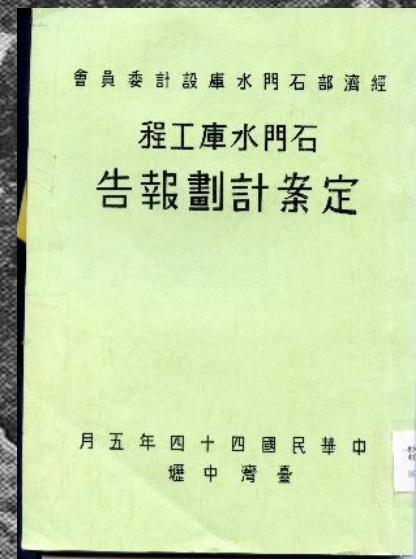 經濟部石門水庫設計委員會
石門水庫工程
定案計劃報告
中華民國四十四年五月
臺灣中壢